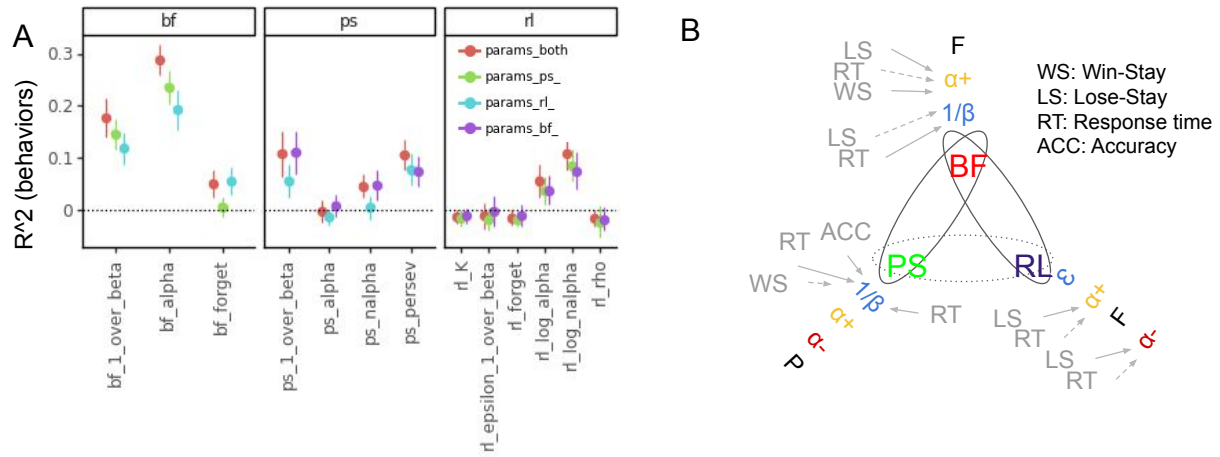 A
bf
ps
rl
R^2 (behaviors)
0.3
0.2
0.1
0
params_both
params_ps_
params_rl_
params_bf_
bf_1_over_beta
bf_alpha
bf_forget
ps_1_over_beta
ps_alpha
ps_nalpha
ps_persev
rl_K
rl_epsilon_1_over_beta
rl_forget
rl_log_alpha
rl_log_nalpha
rl_rho
B
F
LS
RT
WS
α+
1/β
LS
RT
WS: Win-Stay
LS: Lose-Stay
RT: Response time
ACC: Accuracy
BF
PS
RL
ACC
RT
WS
1/β
RT
α+
α-
P
ε
α+
F
α-
LS
RT
LS
RT